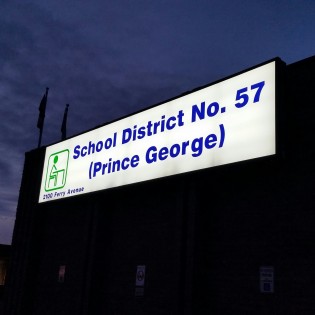 School District No. 57
(Prince George)
2100 Ferry Avenue